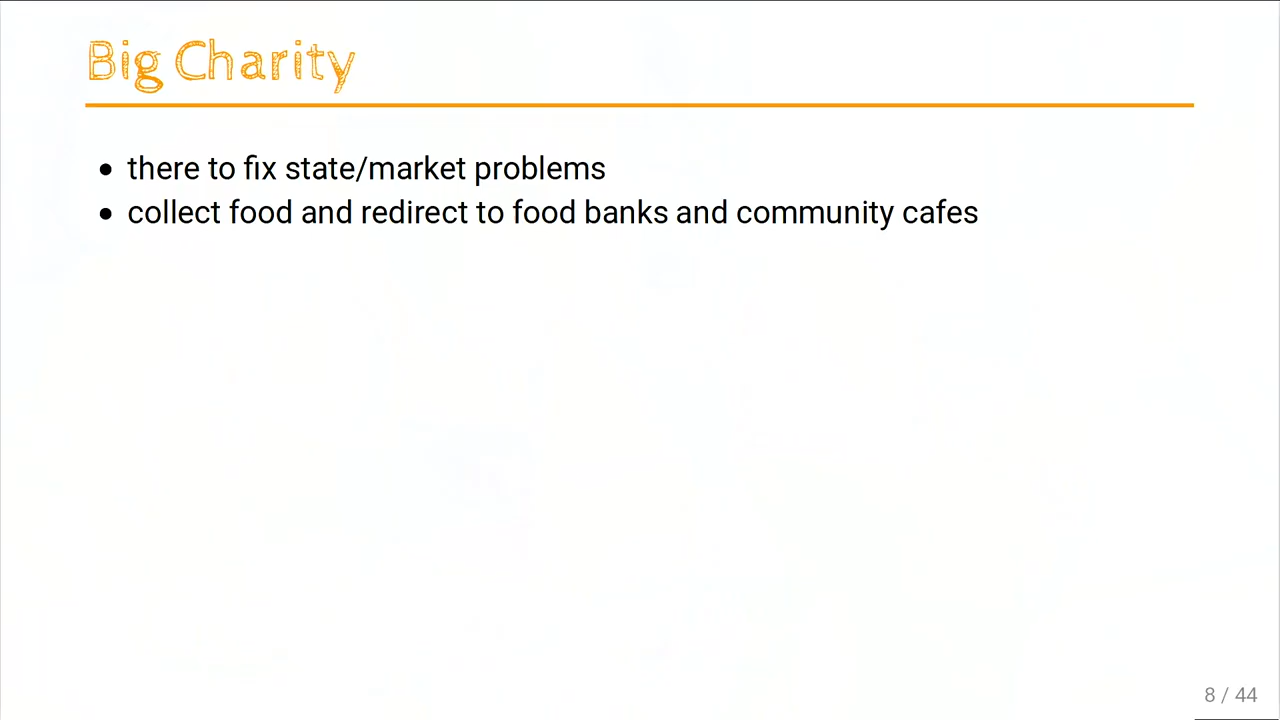 Big Charity
• there to fix state/market problems
• collect food and redirect to food banks and community cafes
8 / 44